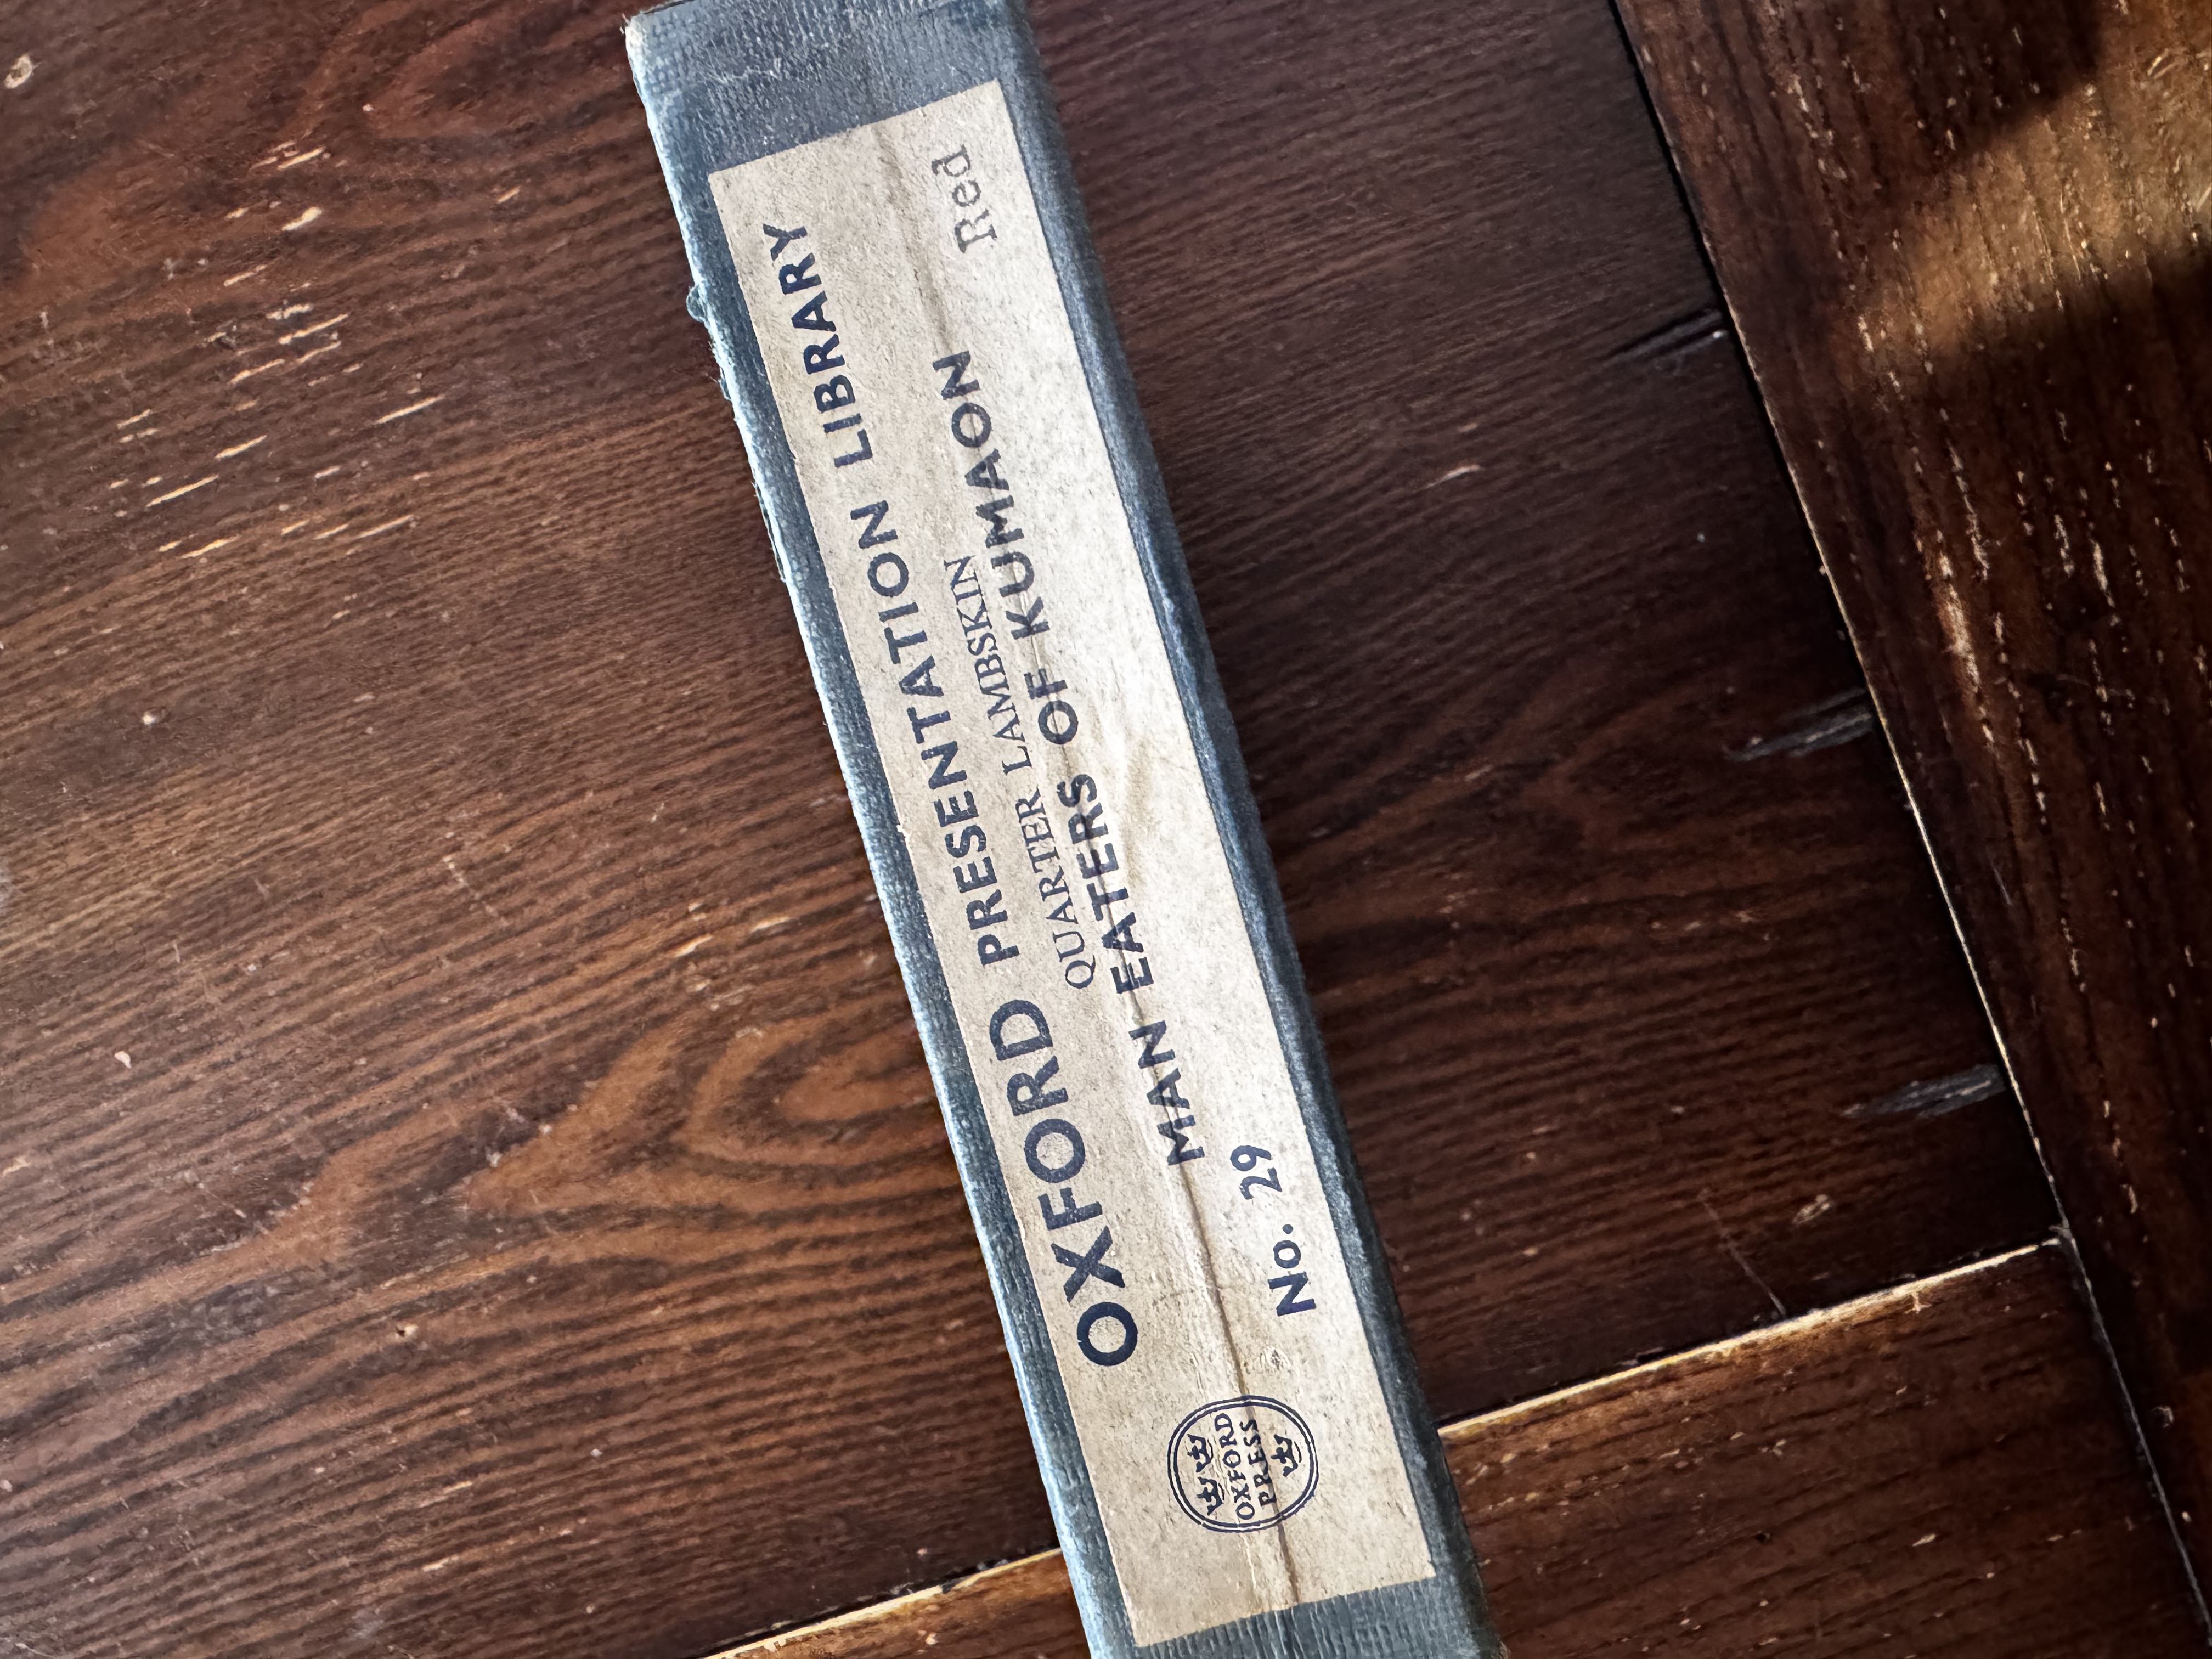 OXFORD PRESENTATION LIBRARY
QUARTER LAMBSKIN
MAN EATERS OF KUMAON
No. 29
Red
OXFORD
PRESS